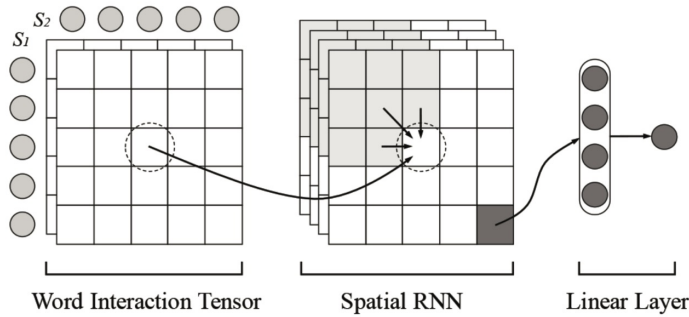 S2
S1
Word Interaction Tensor
Spatial RNN
Linear Layer